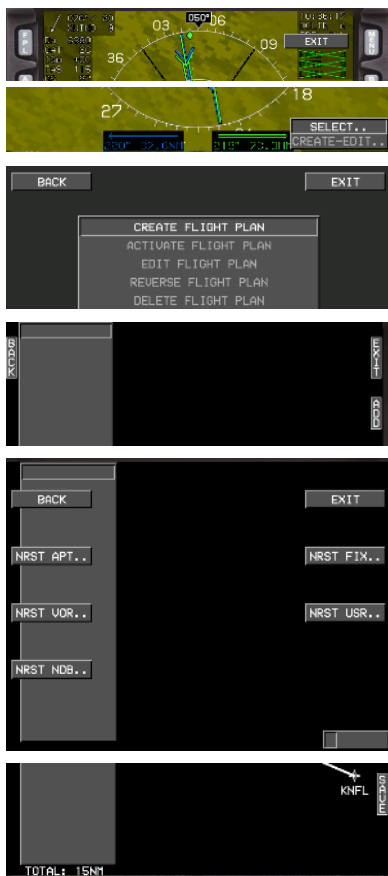 050°
03
06
36
09
EXIT
MENU
27
18
SELECT..
CREATE-EDIT..
BACK
EXIT
CREATE FLIGHT PLAN
ACTIVATE FLIGHT PLAN
EDIT FLIGHT PLAN
REVERSE FLIGHT PLAN
DELETE FLIGHT PLAN
BACK
EXIT
ADD
BACK
EXIT
NRST APT..
NRST FIX..
NRST VOR..
NRST USR..
NRST NDB..
KNFL
SAVE
TOTAL: 15NM